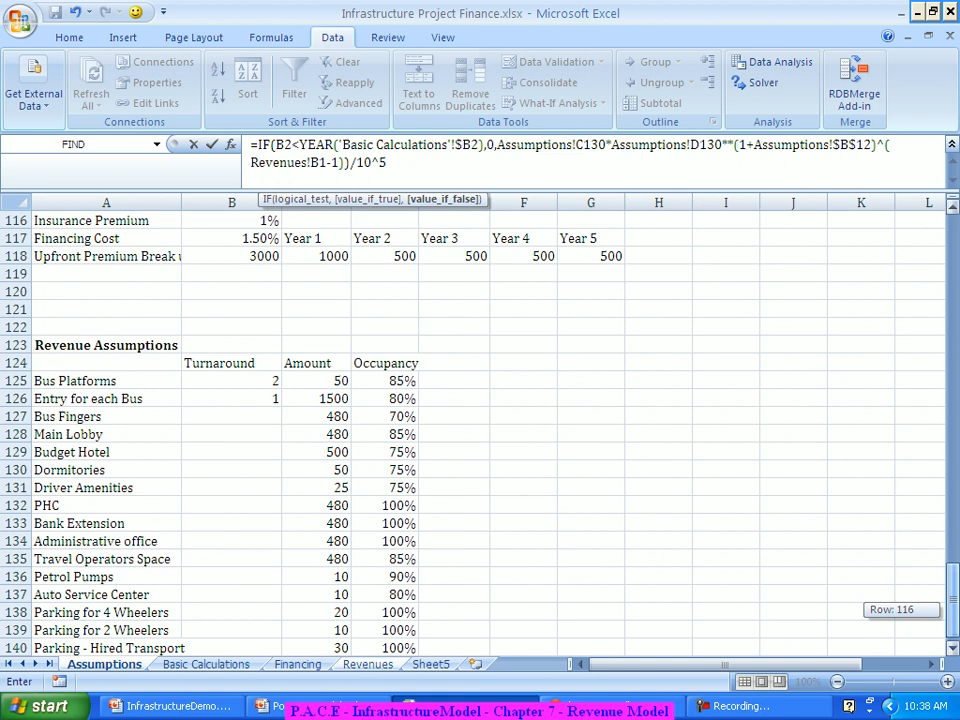 Infrastructure Project Finance.xlsx - Microsoft Excel
Home Insert Page Layout Formulas Data Review View
Get External Data
Refresh All
Connections
Properties
Edit Links
Connections
Sort
Filter
Clear
Reapply
Advanced
Sort & Filter
Text to Columns
Remove Duplicates
Data Validation
Consolidate
What-If Analysis
Data Tools
Group
Ungroup
Subtotal
Outline
Data Analysis
Solver
Analysis
RDBMerge Add-in
Merge
FIND
=IF(B2<YEAR('Basic Calculations'!$B2),0,Assumptions!C130*Assumptions!D130**(1+Assumptions!$B$12)^(
Revenues!B1-1))/10^5
IF(logical_test, [value_if_true], [value_if_false])
A B F G H I J K L
116 Insurance Premium 1%
117 Financing Cost 1.50% Year 1 Year 2 Year 3 Year 4 Year 5
118 Upfront Premium Break 3000 1000 500 500 500 500
119
120
121
122
123 Revenue Assumptions
124 Turnaround Amount Occupancy
125 Bus Platforms 2 50 85%
126 Entry for each Bus 1 1500 80%
127 Bus Fingers 480 70%
128 Main Lobby 480 85%
129 Budget Hotel 500 75%
130 Dormitories 50 75%
131 Driver Amenities 25 75%
132 PHC 480 100%
133 Bank Extension 480 100%
134 Administrative office 480 100%
135 Travel Operators Space 480 85%
136 Petrol Pumps 10 90%
137 Auto Service Center 10 80%
138 Parking for 4 Wheelers 20 100%
139 Parking for 2 Wheelers 10 100%
140 Parking - Hired Transport 30 100%
Row: 116
Assumptions Basic Calculations Financing Revenues Sheet5
Enter 100%
start InfrastructureDemo.... Recording... 10:38 AM
P.A.C.E - InfrastructureModel - Chapter 7 - Revenue Model